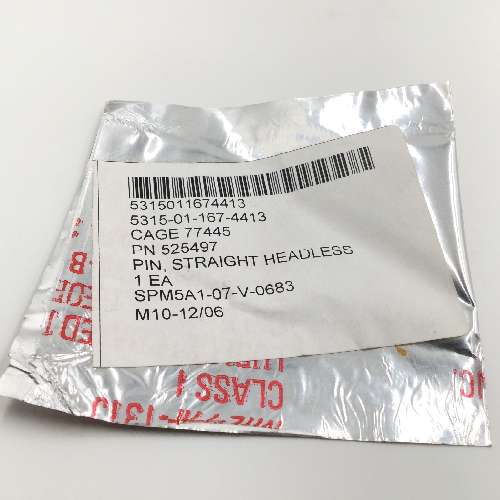 5315011674413
5315-01-167-4413
CAGE 77445
PN 525497
PIN, STRAIGHT HEADLESS
1 EA
SPM5A1-07-V-0683
M10-12/06
CLASS 1